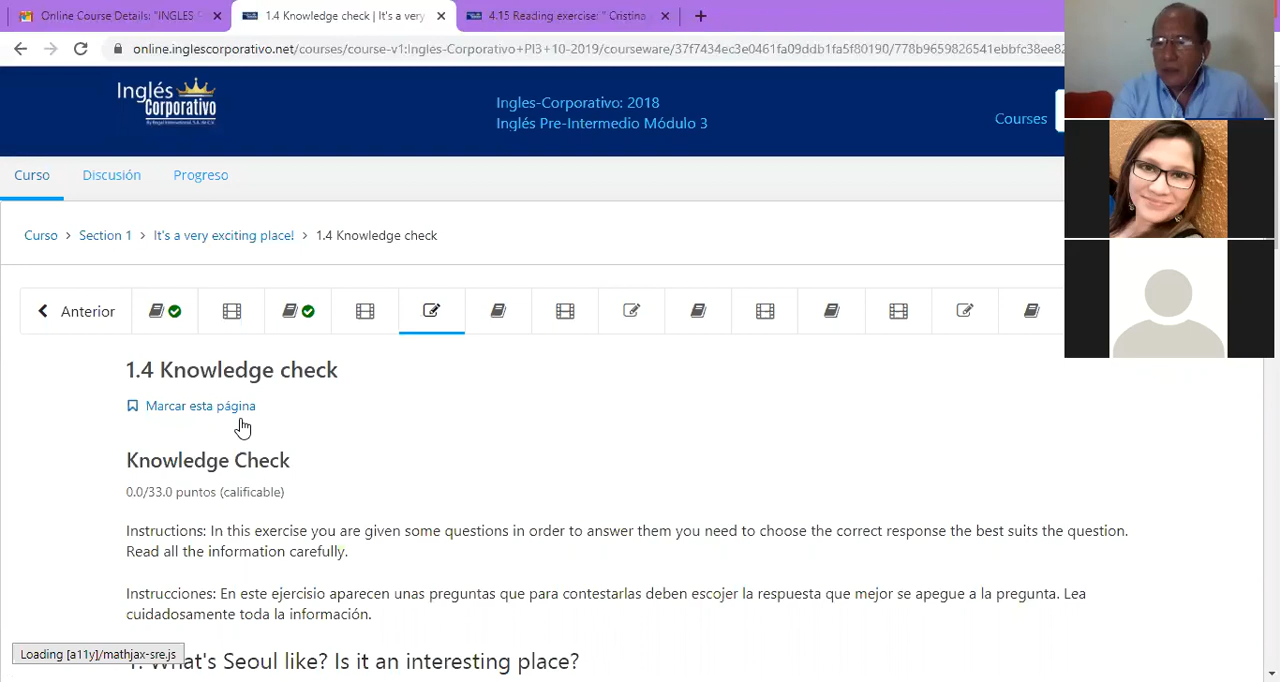 Online Course Details: "INGLES
1.4 Knowledge check | It's a very
4.15 Reading exercise: " Cristina
online.inglescorporativo.net/courses/course-v1:Ingles-Corporativo+PI3+10-2019/courseware/37f7434ec3e0461fa09ddb1fa5f80190/778b9659826541ebbfc38ee82
Inglés
Corporativo
Ingles-Corporativo: 2018
Inglés Pre-Intermedio Módulo 3
Courses
Curso Discusión Progreso
Curso > Section 1 > It's a very exciting place! > 1.4 Knowledge check
Anterior
1.4 Knowledge check
Marcar esta página
Knowledge Check
0.0/33.0 puntos (calificable)
Instructions: In this exercise you are given some questions in order to answer them you need to choose the correct response the best suits the question.
Read all the information carefully.
Instrucciones: En este ejercisio aparecen unas preguntas que para contestarlas deben escojer la respuesta que mejor se apegue a la pregunta. Lea
cuidadosamente toda la información.
Loading [a11y]/mathjax-sre.js
1. What's Seoul like? Is it an interesting place?